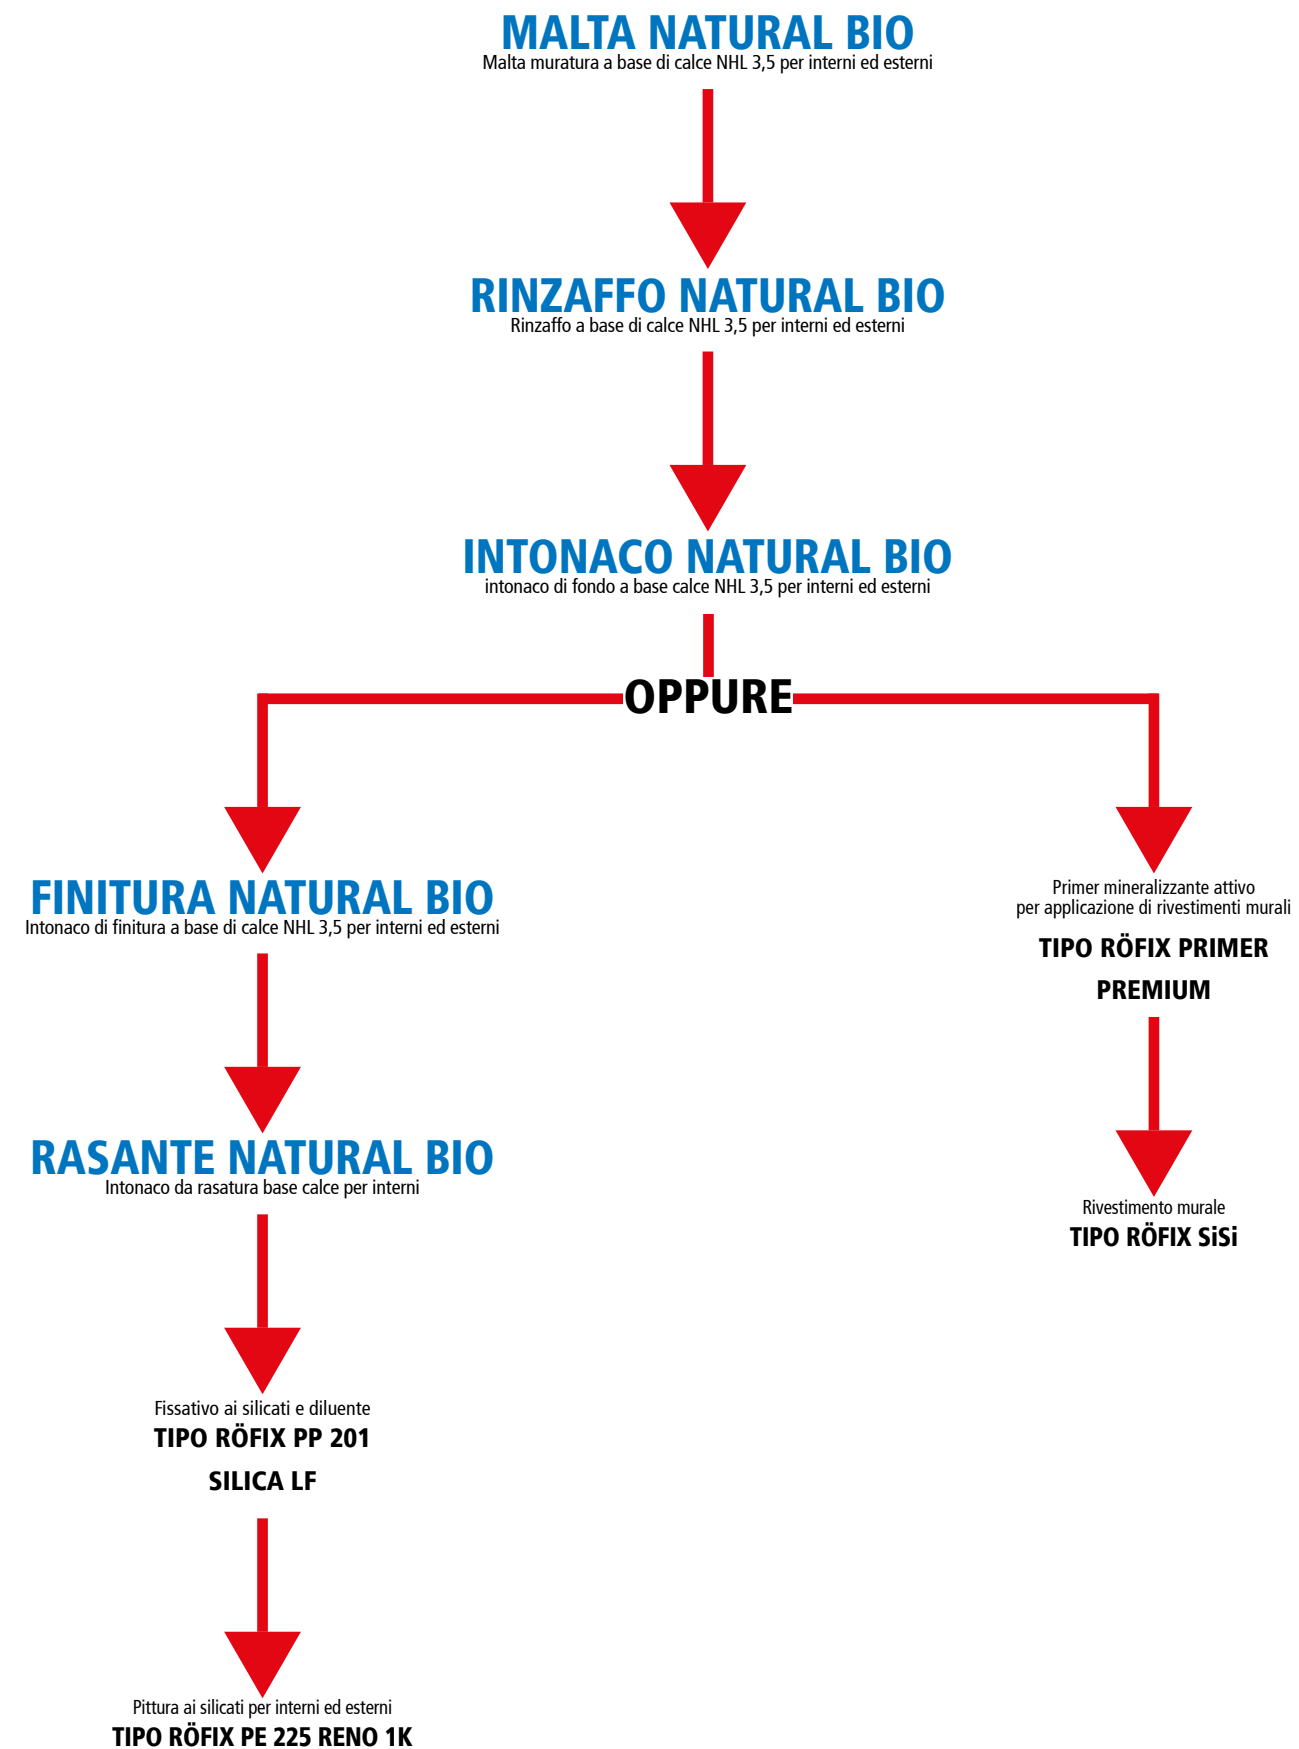 MALTA NATURAL BIO
Malta muratura a base di calce NHL 3,5 per interni ed esterni
RINZAFFO NATURAL BIO
Rinzaffo a base di calce NHL 3,5 per interni ed esterni
INTONACO NATURAL BIO
intonaco di fondo a base calce NHL 3,5 per interni ed esterni
OPPURE
FINITURA NATURAL BIO
Intonaco di finitura a base di calce NHL 3,5 per interni ed esterni
RASANTE NATURAL BIO
Intonaco da rasatura base calce per interni
Fissativo ai silicati e diluente
TIPO RÖFIX PP 201
SILICA LF
Pittura ai silicati per interni ed esterni
TIPO RÖFIX PE 225 RENO 1K
Primer mineralizzante attivo
per applicazione di rivestimenti murali
TIPO RÖFIX PRIMER
PREMIUM
Rivestimento murale
TIPO RÖFIX SiSi